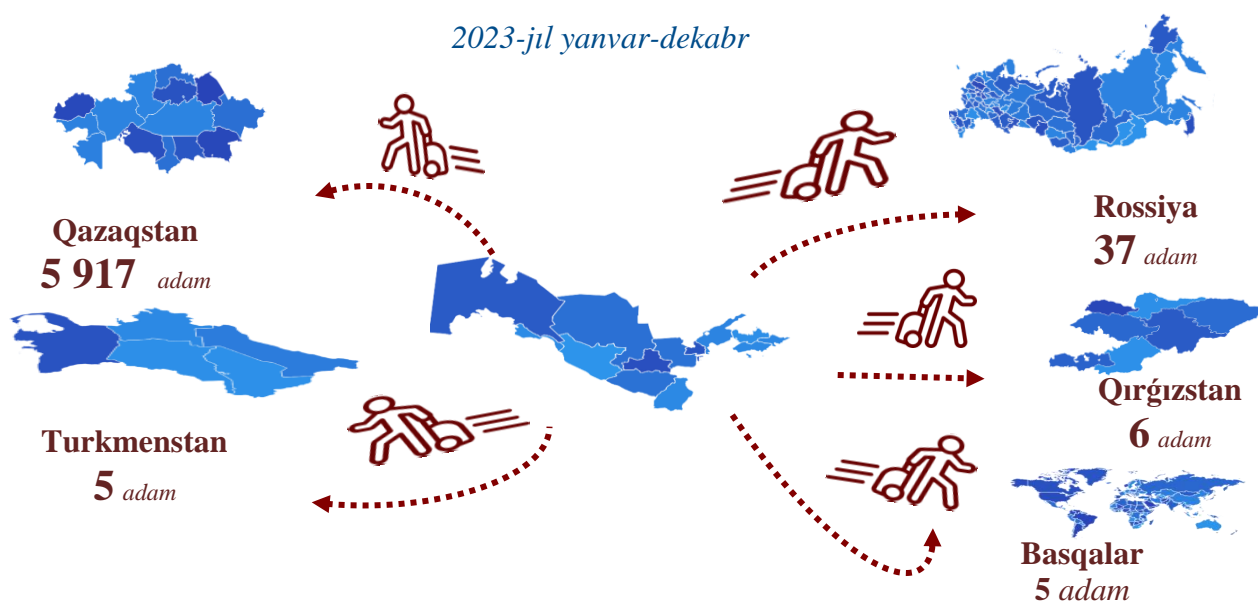 2023-jıl yanvar-dekabr
Qazaqstan
5 917 adam
Rossiya
37 adam
Turkmenstan
5 adam
Qırǵızstan
6 adam
Basqalar
5 adam